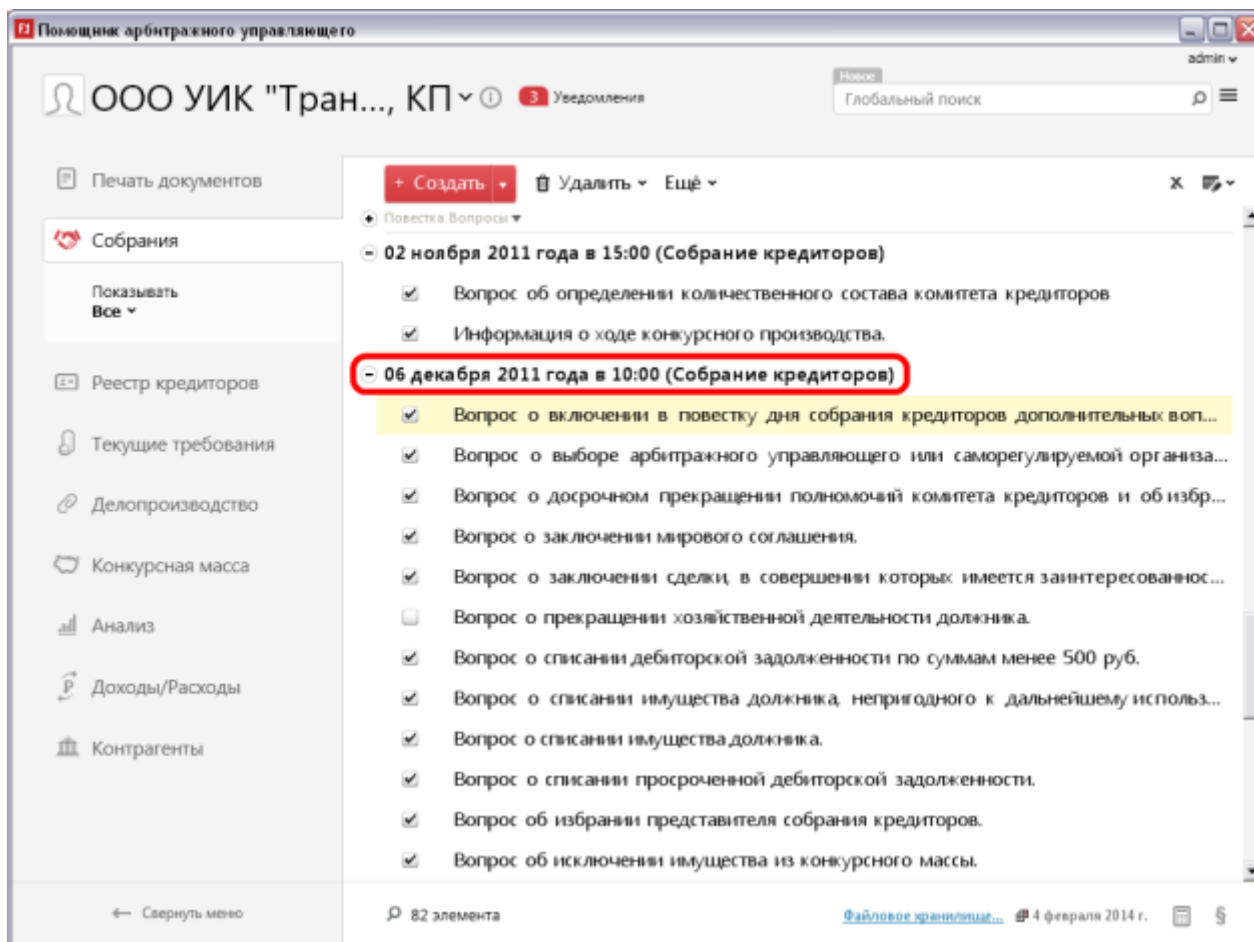 Помощник арбитражного управляющего
admin
ООО УИК "Тран..., КП
3 Уведомления
Новое
Глобальный поиск
Печать документов
Собрания
Показывать
Все
Реестр кредиторов
Текущие требования
Делопроизводство
Конкурсная масса
Анализ
Доходы/Расходы
Контрагенты
Свернуть меню
+ Создать
Удалить
Ещё
Повестка Вопросы
02 ноября 2011 года в 15:00 (Собрание кредиторов)
Вопрос об определении количественного состава комитета кредиторов
Информация о ходе конкурсного производства.
06 декабря 2011 года в 10:00 (Собрание кредиторов)
Вопрос о включении в повестку дня собрания кредиторов дополнительных воп...
Вопрос о выборе арбитражного управляющего или саморегулируемой организа...
Вопрос о досрочном прекращении полномочий комитета кредиторов и об избр...
Вопрос о заключении мирового соглашения.
Вопрос о заключении сделки, в совершении которых имеется заинтересованнос...
Вопрос о прекращении хозяйственной деятельности должника.
Вопрос о списании дебиторской задолженности по суммам менее 500 руб.
Вопрос о списании имущества должника, непригодного к дальнейшему использ...
Вопрос о списании имущества должника.
Вопрос о списании просроченной дебиторской задолженности.
Вопрос об избрании представителя собрания кредиторов.
Вопрос об исключении имущества из конкурсного массы.
82 элемента
Файловое хранилище...
4 февраля 2014 г.
§